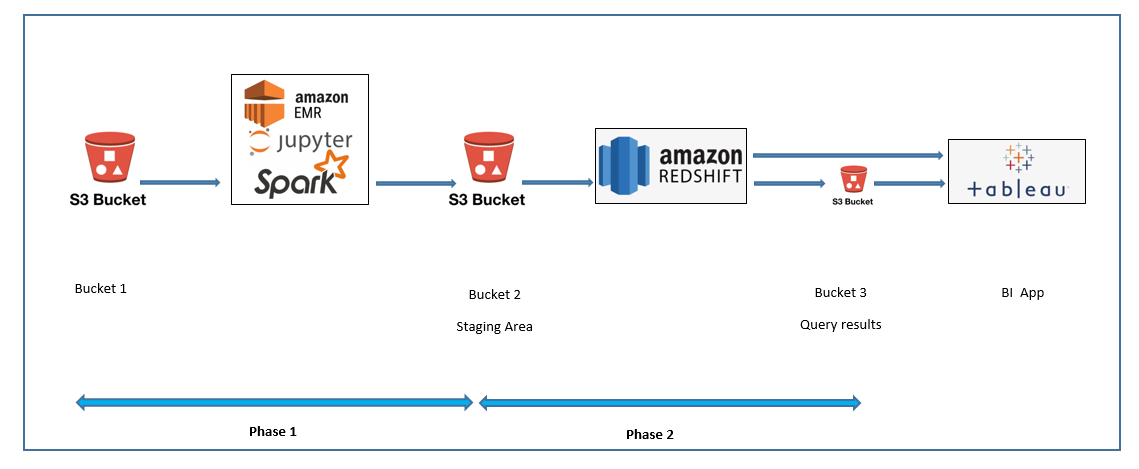 amazon
EMR
jupyter
Spark
S3 Bucket
S3 Bucket
amazon
REDSHIFT
S3 Bucket
tableau
Bucket 1
Bucket 2
Staging Area
Bucket 3
Query results
BI App
Phase 1
Phase 2